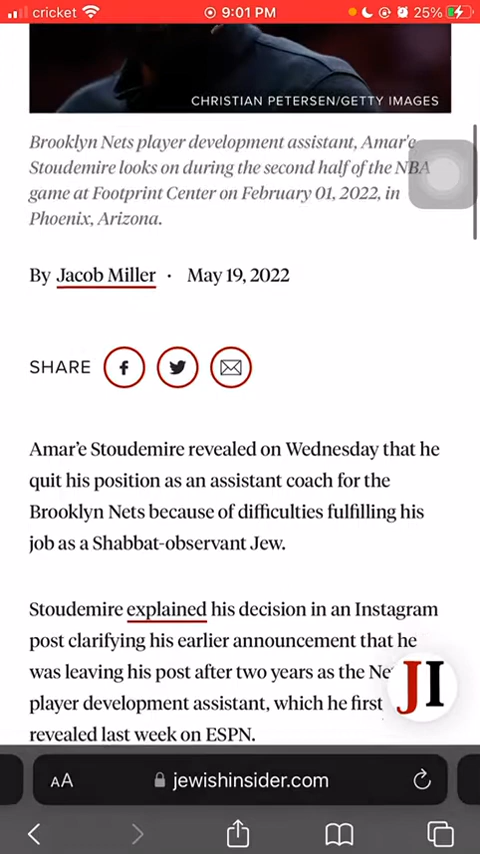 cricket 9:01 PM 25%
CHRISTIAN PETERSEN/GETTY IMAGES
Brooklyn Nets player development assistant, Amar'e
Stoudemire looks on during the second half of the NBA
game at Footprint Center on February 01, 2022, in
Phoenix, Arizona.
By Jacob Miller · May 19, 2022
SHARE
Amar’e Stoudemire revealed on Wednesday that he
quit his position as an assistant coach for the
Brooklyn Nets because of difficulties fulfilling his
job as a Shabbat-observant Jew.
Stoudemire explained his decision in an Instagram
post clarifying his earlier announcement that he
was leaving his post after two years as the
player development assistant, which he first
revealed last week on ESPN.
JI
AA jewishinsider.com